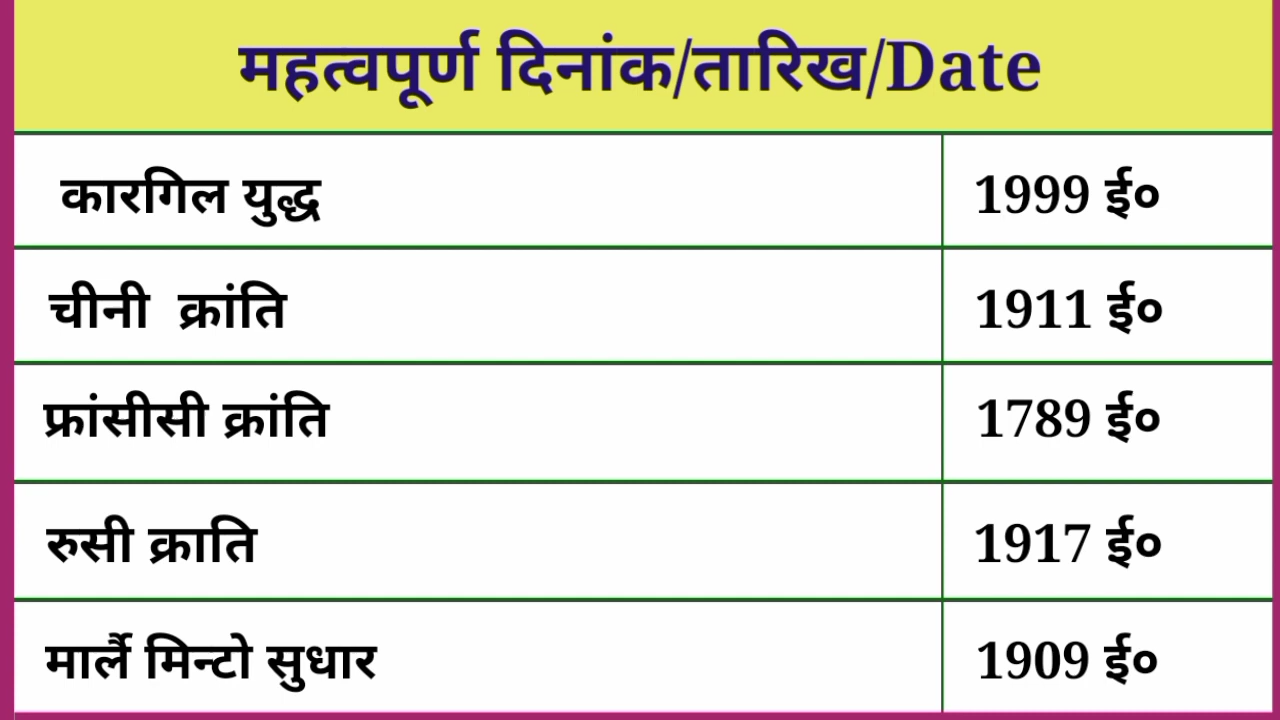 महत्वपूर्ण दिनांक/तारिख/Date
कारगिल युद्ध 1999 ई०
चीनी क्रांति 1911 ई०
फ्रांसीसी क्रांति 1789 ई०
रुसी क्राति 1917 ई०
मार्लै मिन्टो सुधार 1909 ई०